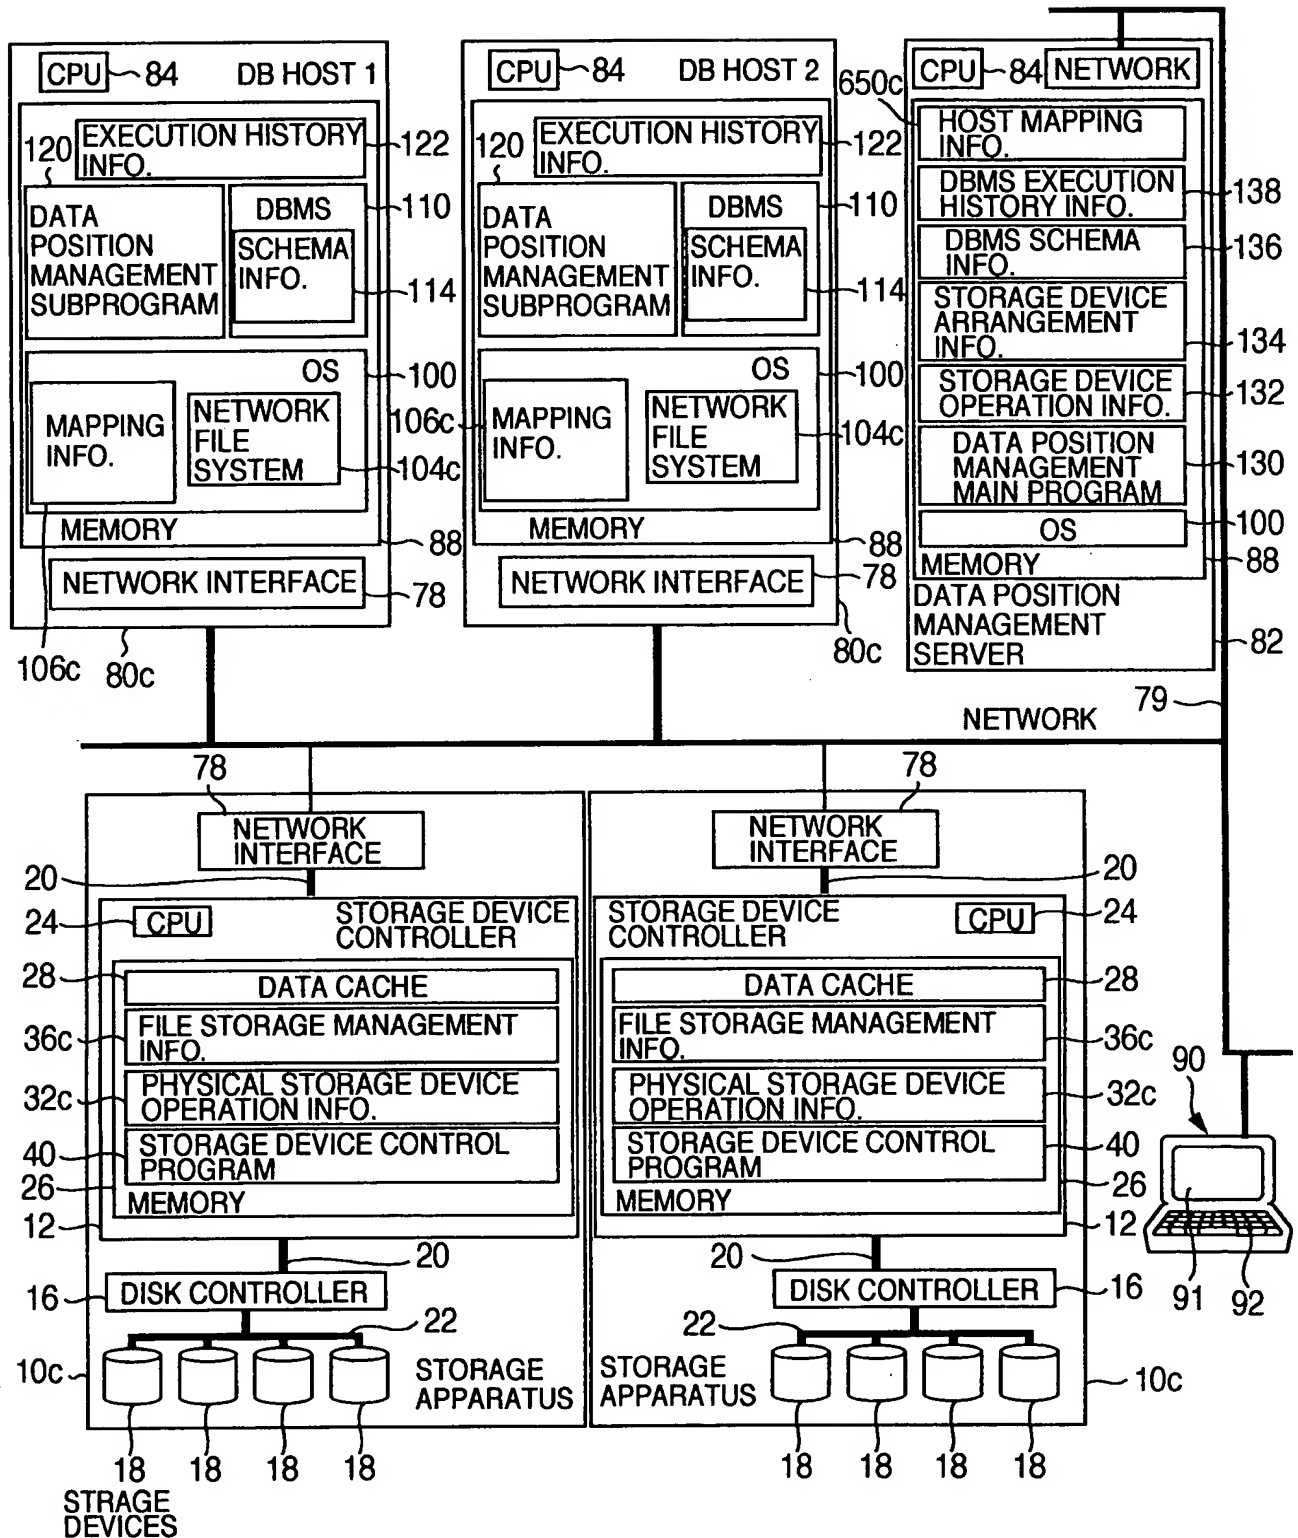 CPU
84
DB HOST 1
EXECUTION HISTORY
INFO.
122
120
DATA
POSITION
MANAGEMENT
SUBPROGRAM
DBMS
110
SCHEMA
INFO.
114
OS
100
MAPPING
INFO.
NETWORK
FILE
SYSTEM
104c
106c
MEMORY
88
NETWORK INTERFACE
78
106c
80c
CPU
84
DB HOST 2
EXECUTION HISTORY
INFO.
122
120
DATA
POSITION
MANAGEMENT
SUBPROGRAM
DBMS
110
SCHEMA
INFO.
114
OS
100
MAPPING
INFO.
NETWORK
FILE
SYSTEM
104c
MEMORY
88
NETWORK INTERFACE
78
80c
CPU
84
NETWORK
650c
HOST MAPPING
INFO.
DBMS EXECUTION
HISTORY INFO.
138
DBMS SCHEMA
INFO.
136
STORAGE DEVICE
ARRANGEMENT
INFO.
134
STORAGE DEVICE
OPERATION INFO.
132
DATA POSITION
MANAGEMENT
MAIN PROGRAM
130
OS
100
MEMORY
88
DATA POSITION
MANAGEMENT
SERVER
82
79
NETWORK
78
NETWORK
INTERFACE
20
24
CPU
STORAGE DEVICE
CONTROLLER
28
DATA CACHE
36c
FILE STORAGE MANAGEMENT
INFO.
32c
PHYSICAL STORAGE DEVICE
OPERATION INFO.
40
STORAGE DEVICE CONTROL
PROGRAM
26
MEMORY
12
20
16
DISK CONTROLLER
22
10c
STORAGE
APPARATUS
18
18
18
18
STRAGE
DEVICES
78
NETWORK
INTERFACE
20
STORAGE DEVICE
CONTROLLER
CPU
24
DATA CACHE
28
FILE STORAGE MANAGEMENT
INFO.
36c
PHYSICAL STORAGE DEVICE
OPERATION INFO.
32c
STORAGE DEVICE CONTROL
PROGRAM
40
MEMORY
26
12
20
DISK CONTROLLER
16
22
STORAGE
APPARATUS
10c
18
18
18
18
90
91
92